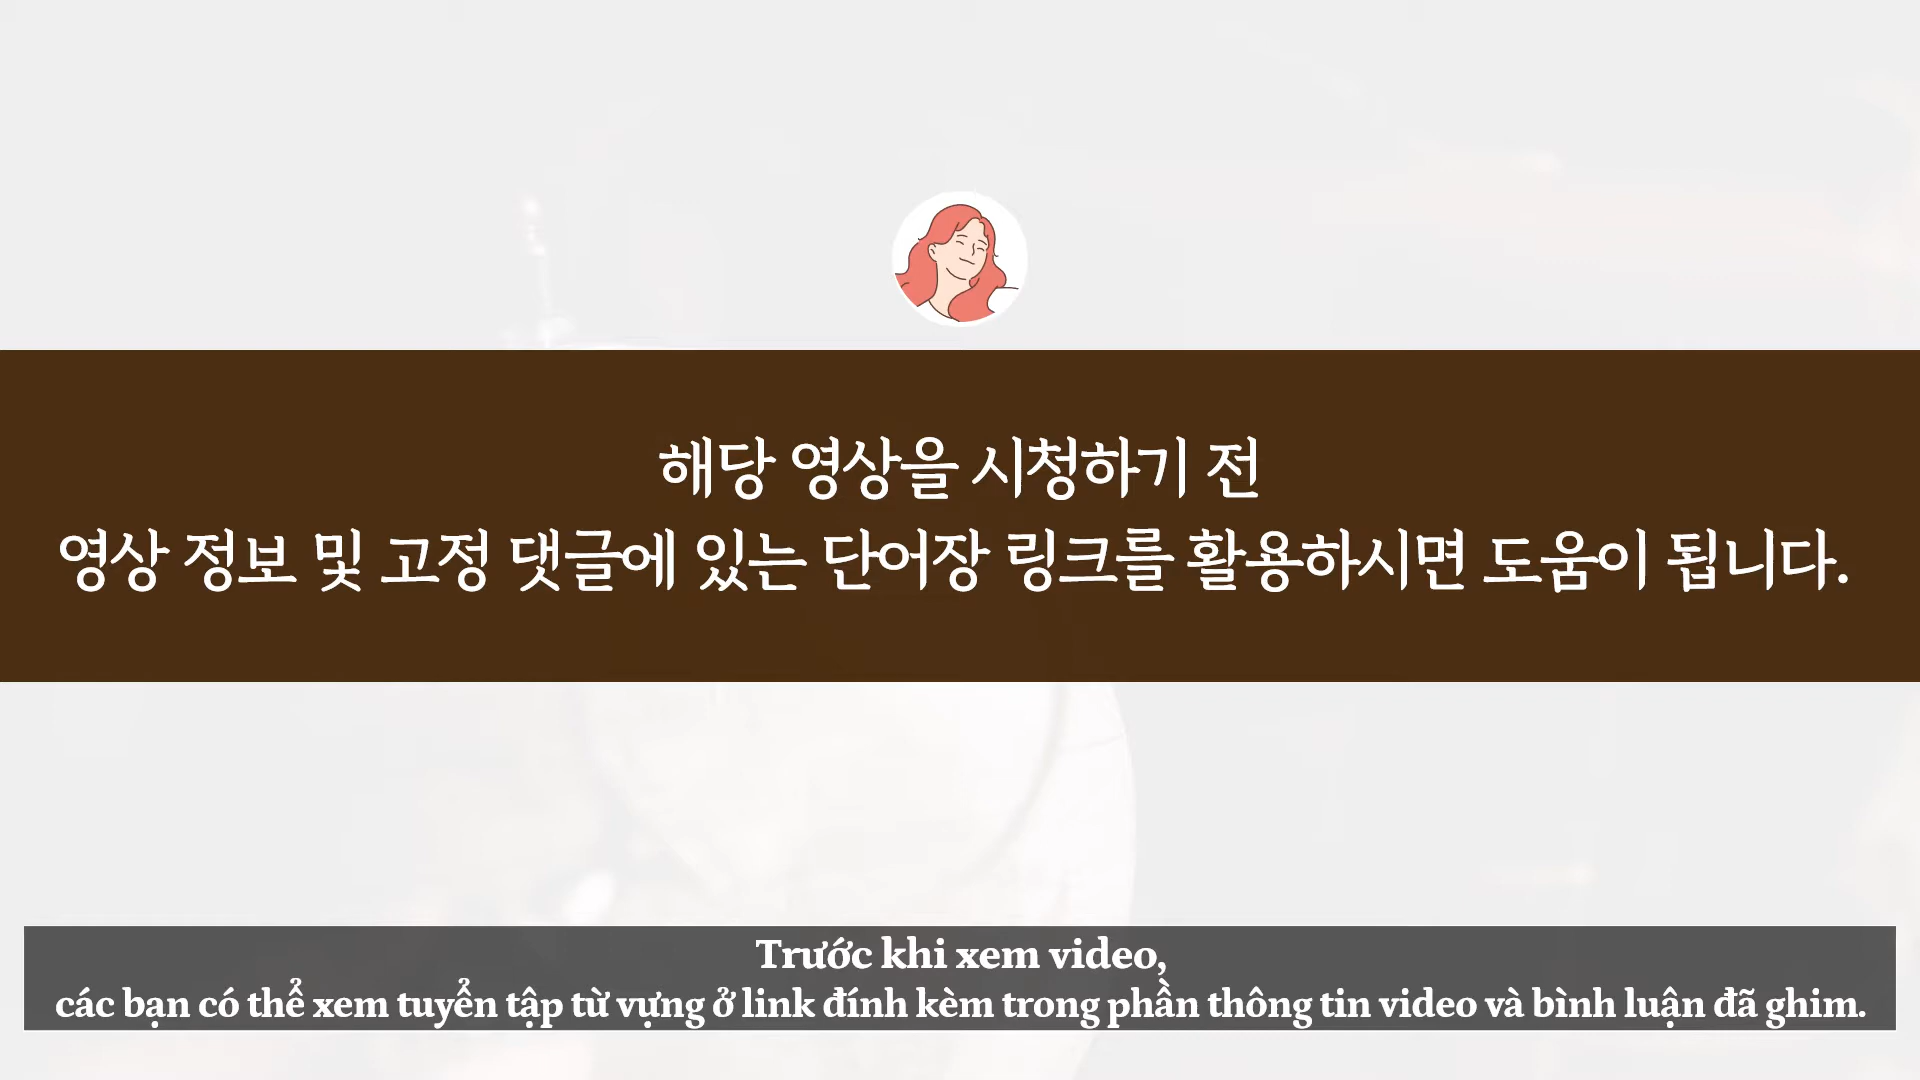 해당 영상을 시청하기 전
영상 정보 및 고정 댓글에 있는 단어장 링크를 활용하시면 도움이 됩니다.
Trước khi xem video,
các bạn có thể xem tuyển tập từ vựng ở link đính kèm trong phần thông tin video và bình luận đã ghim.